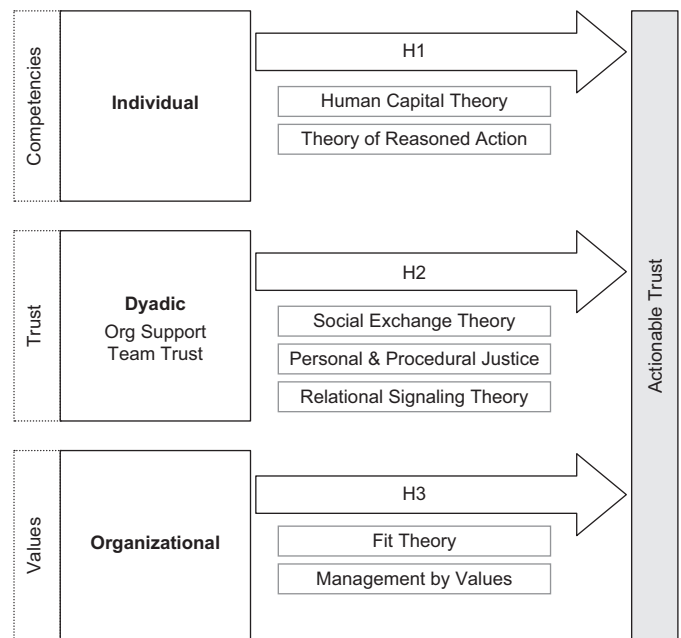 Competencies
Individual
H1
Human Capital Theory
Theory of Reasoned Action
Trust
Dyadic
Org Support
Team Trust
H2
Social Exchange Theory
Personal & Procedural Justice
Relational Signaling Theory
Values
Organizational
H3
Fit Theory
Management by Values
Actionable Trust